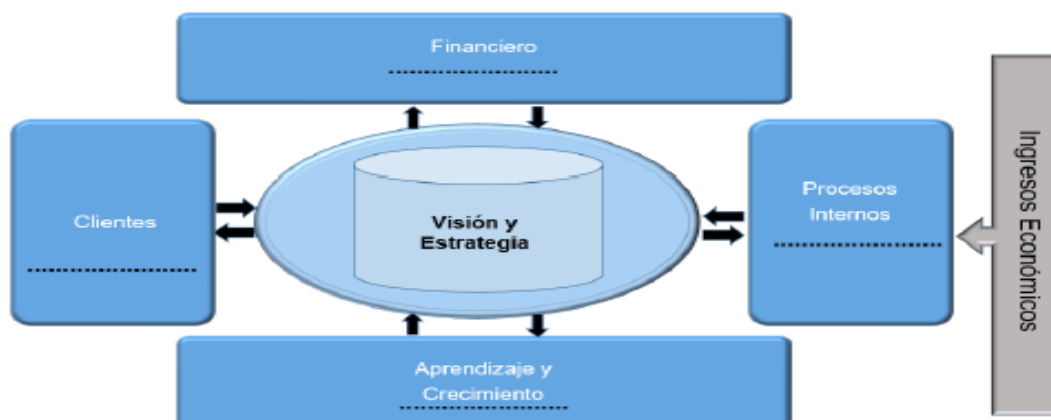 Financiero
Clientes
Visión y
Estrategia
Procesos
Internos
Ingresos Económicos
Aprendizaje y
Crecimiento